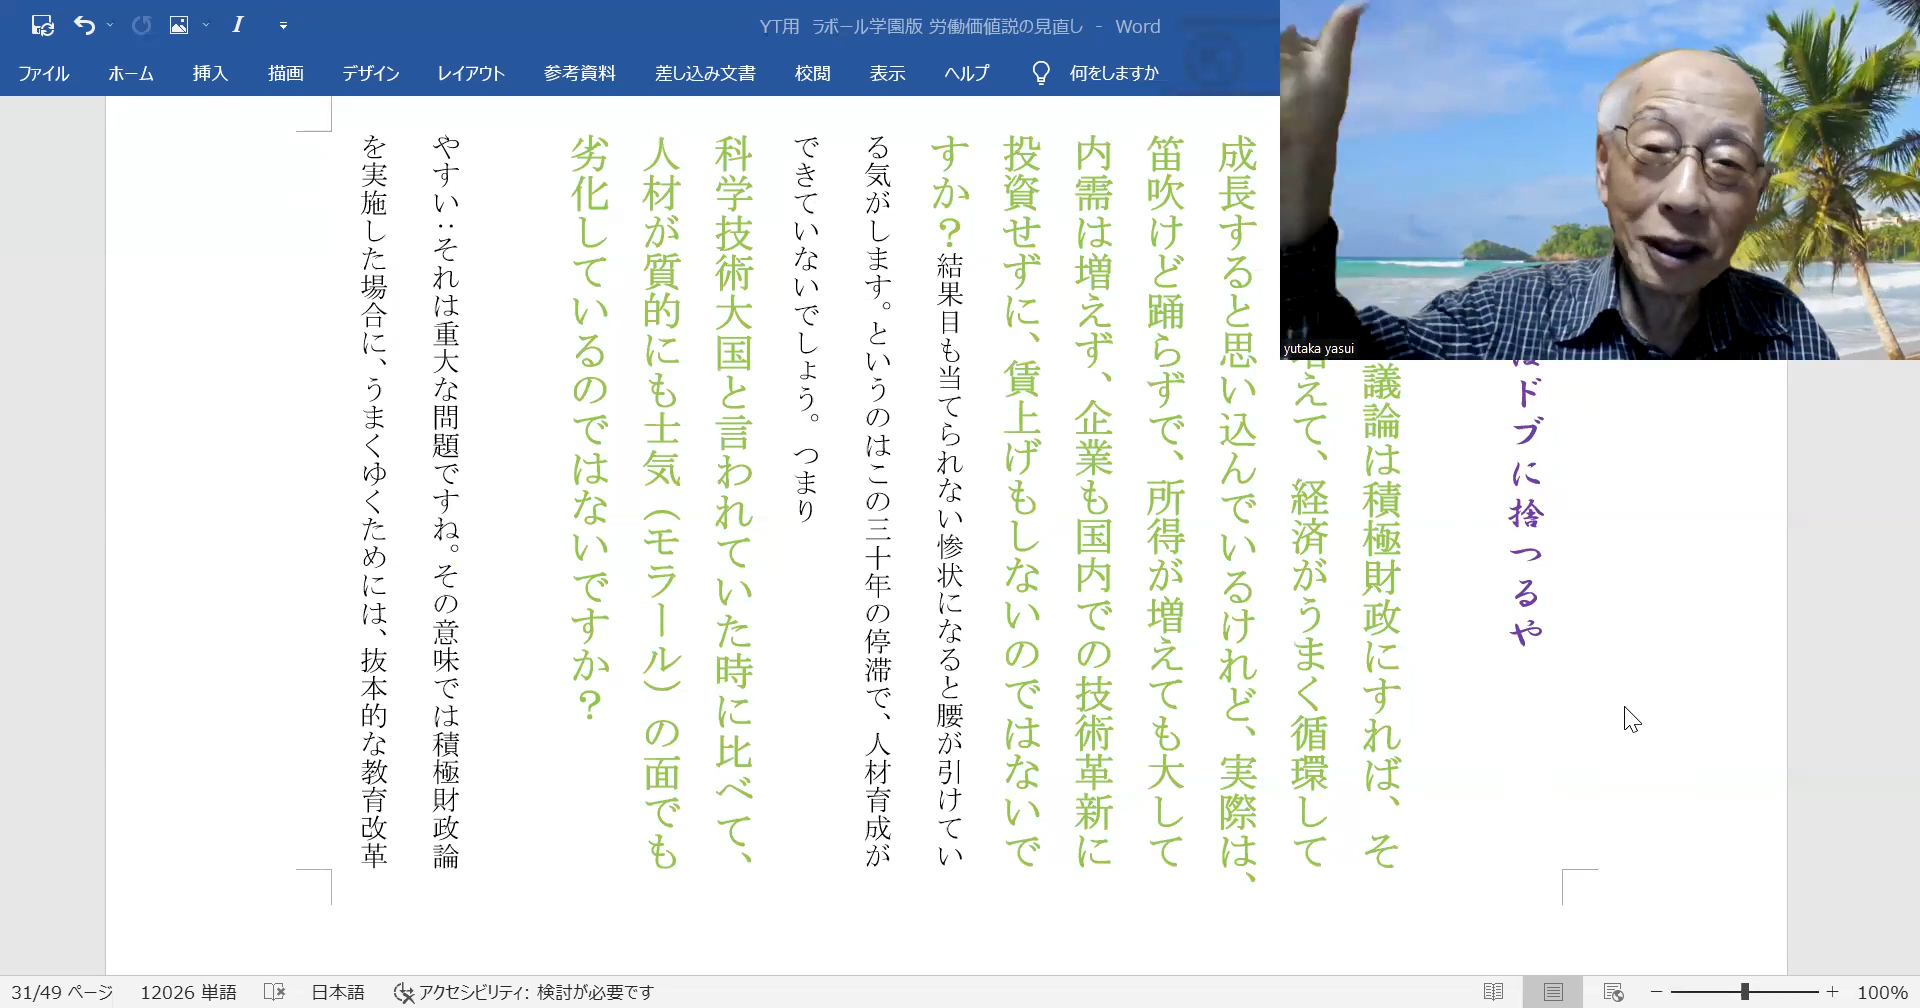 YT用 ラボール学園版 労働価値説の見直し - Word
ファイル ホーム 挿入 描画 デザイン レイアウト 参考資料 差し込み文書 校閲 表示 ヘルプ 何をしますか
yutaka yasui
ドブに捨つるや
議論は積極財政にすれば、そ
えて、経済がうまく循環して
成長すると思い込んでいるけれど、実際は、
笛吹けど踊らずで、所得が増えても大して
内需は増えず、企業も国内での技術革新に
投資せずに、賃上げもしないのではないで
すか？結果目も当てられない惨状になると腰が引けてい
る気がします。というのはこの三十年の停滞で、人材育成が
できていないでしょう。つまり
科学技術大国と言われていた時に比べて、
人材が質的にも士気（モラール）の面でも
劣化しているのではないですか？
やすい：それは重大な問題ですね。その意味では積極財政論
を実施した場合に、うまくゆくためには、抜本的な教育改革
31/49 ページ 12026 単語 日本語 アクセシビリティ: 検討が必要です 100%